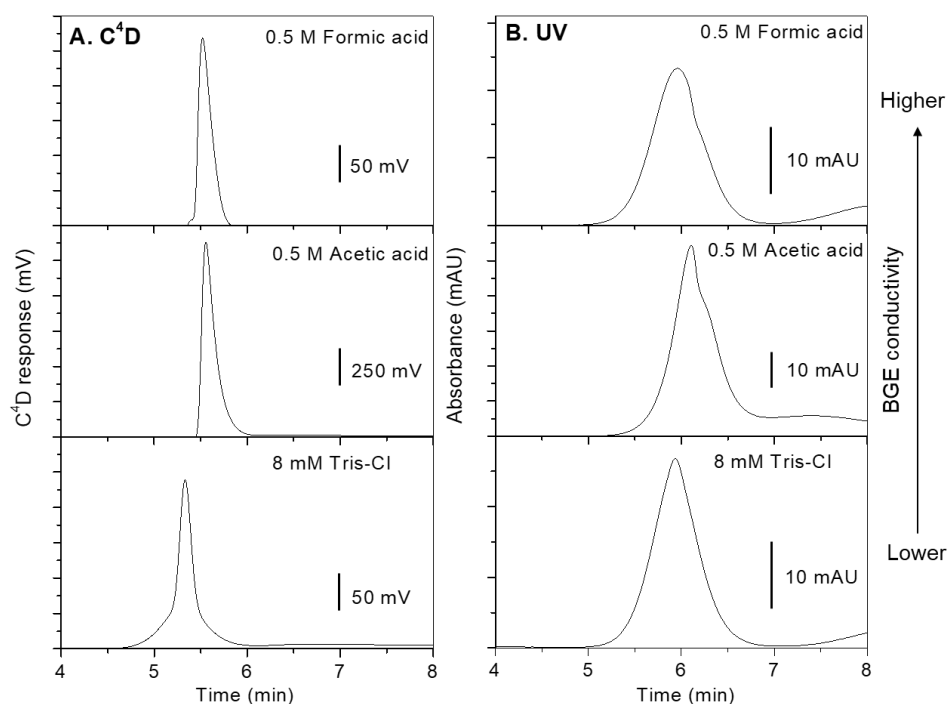 A. C⁴D
0.5 M Formic acid
50 mV
0.5 M Acetic acid
250 mV
8 mM Tris-Cl
50 mV
C⁴D response (mV)
4 5 6 7 8
Time (min)
B. UV
0.5 M Formic acid
10 mAU
0.5 M Acetic acid
10 mAU
8 mM Tris-Cl
10 mAU
Absorbance (mAU)
4 5 6 7 8
Time (min)
Higher
BGE conductivity
Lower